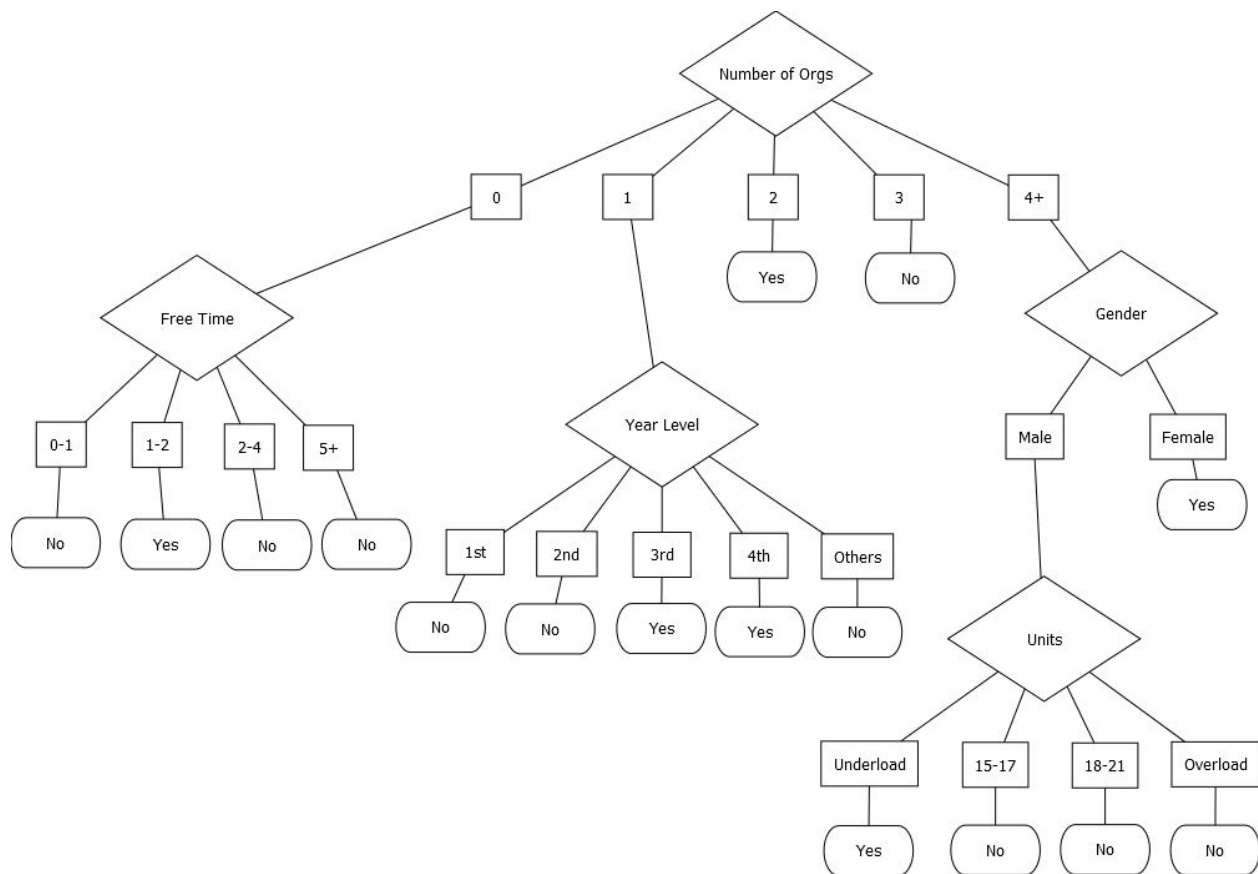 Number of Orgs
0
1
2
3
4+
Yes
No
Free Time
Gender
0-1
1-2
2-4
5+
Year Level
Male
Female
No
Yes
No
No
Yes
1st
2nd
3rd
4th
Others
No
No
Yes
Yes
No
Units
Underload
15-17
18-21
Overload
Yes
No
No
No